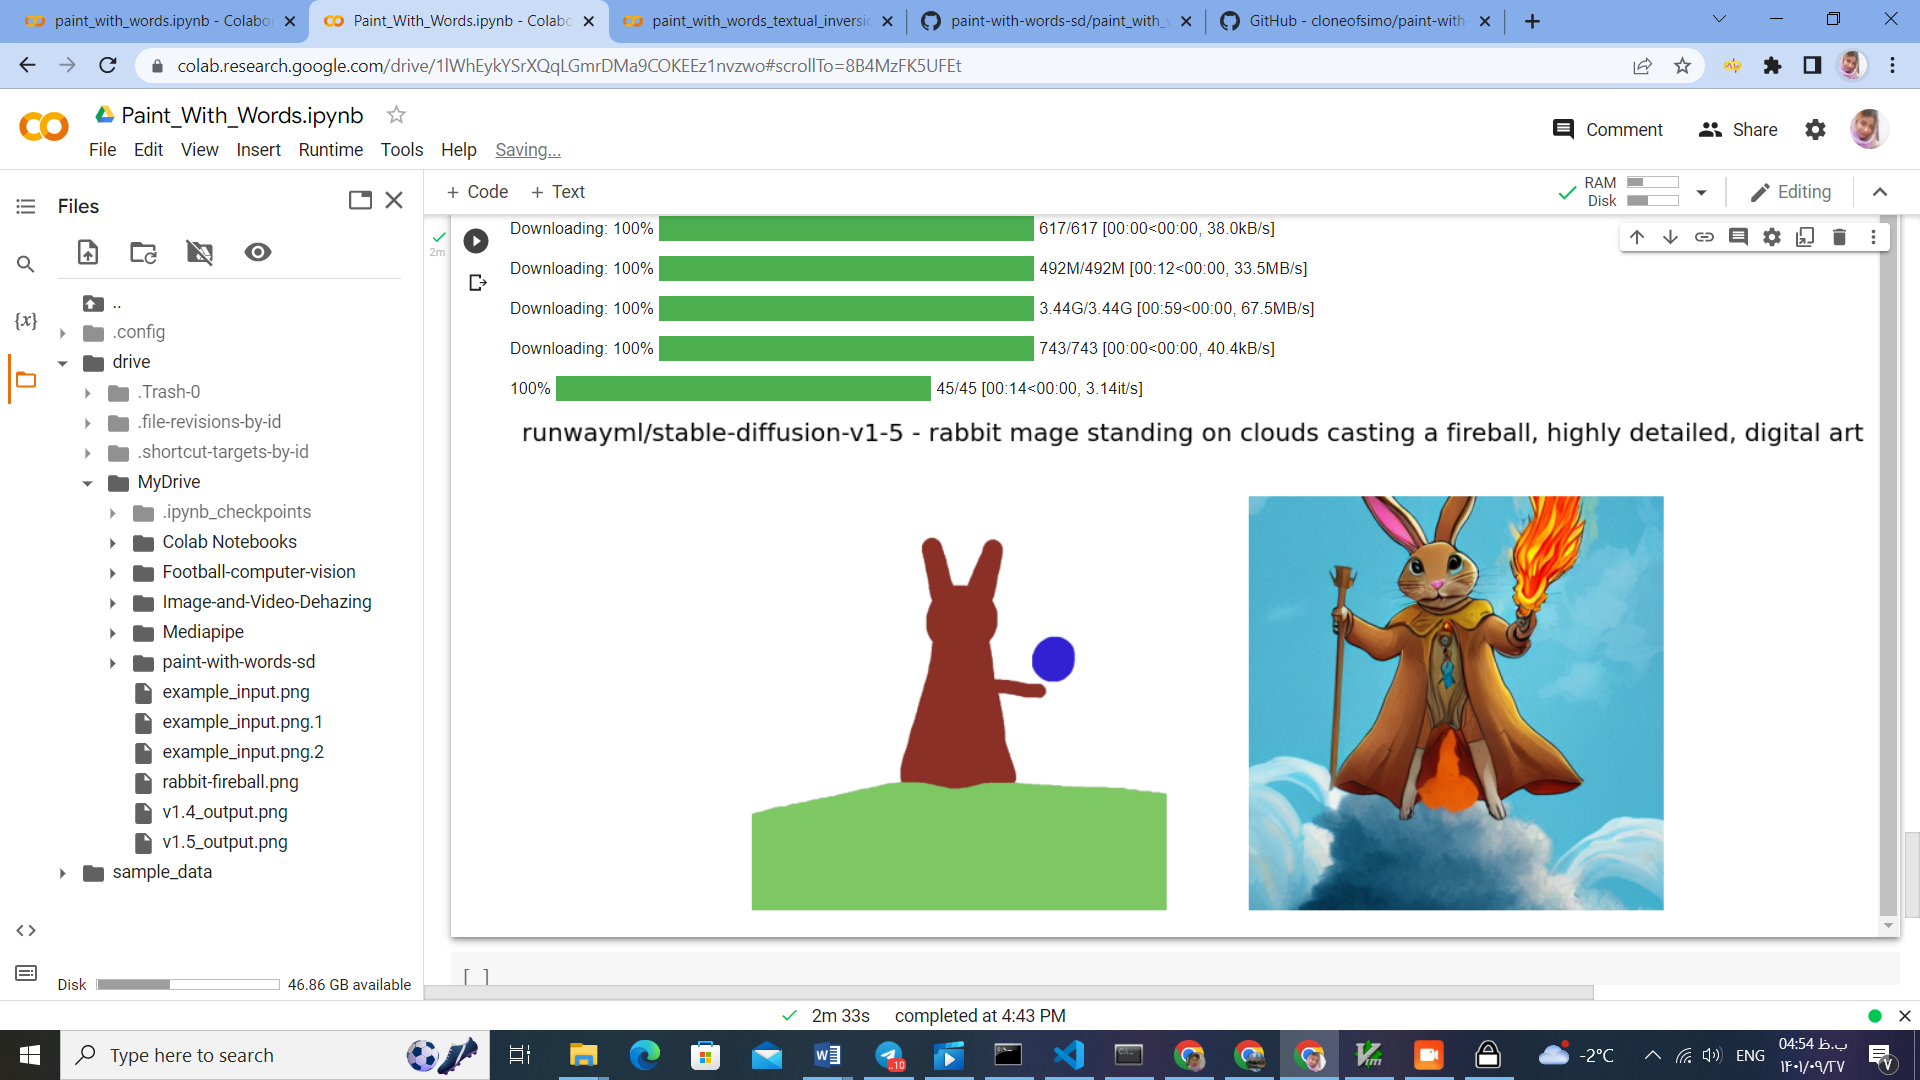 paint_with_words.ipynb - Colabo
Paint_With_Words.ipynb - Colabo
paint_with_words_textual_inversio
paint-with-words-sd/paint_with_w
GitHub - cloneofsimo/paint-with-
colab.research.google.com/drive/1lWhEykYSrXQqLGmrDMa9COKEEz1nvzwo#scrollTo=8B4MzFK5UFEt
Paint_With_Words.ipynb
Comment
Share
File Edit View Insert Runtime Tools Help Saving...
Files
+ Code + Text
RAM
Disk
Editing
{x}
..
.config
drive
.Trash-0
.file-revisions-by-id
.shortcut-targets-by-id
MyDrive
.ipynb_checkpoints
Colab Notebooks
Football-computer-vision
Image-and-Video-Dehazing
Mediapipe
paint-with-words-sd
example_input.png
example_input.png.1
example_input.png.2
rabbit-fireball.png
v1.4_output.png
v1.5_output.png
sample_data
Disk 46.86 GB available
2m
Downloading: 100% 617/617 [00:00<00:00, 38.0kB/s]
Downloading: 100% 492M/492M [00:12<00:00, 33.5MB/s]
Downloading: 100% 3.44G/3.44G [00:59<00:00, 67.5MB/s]
Downloading: 100% 743/743 [00:00<00:00, 40.4kB/s]
100% 45/45 [00:14<00:00, 3.14it/s]
runwayml/stable-diffusion-v1-5 - rabbit mage standing on clouds casting a fireball, highly detailed, digital art
[ ]
2m 33s completed at 4:43 PM
Type here to search
..10
-2°C
ENG
04:54 ب.ظ
۱۴۰۱/۰۹/۲۷